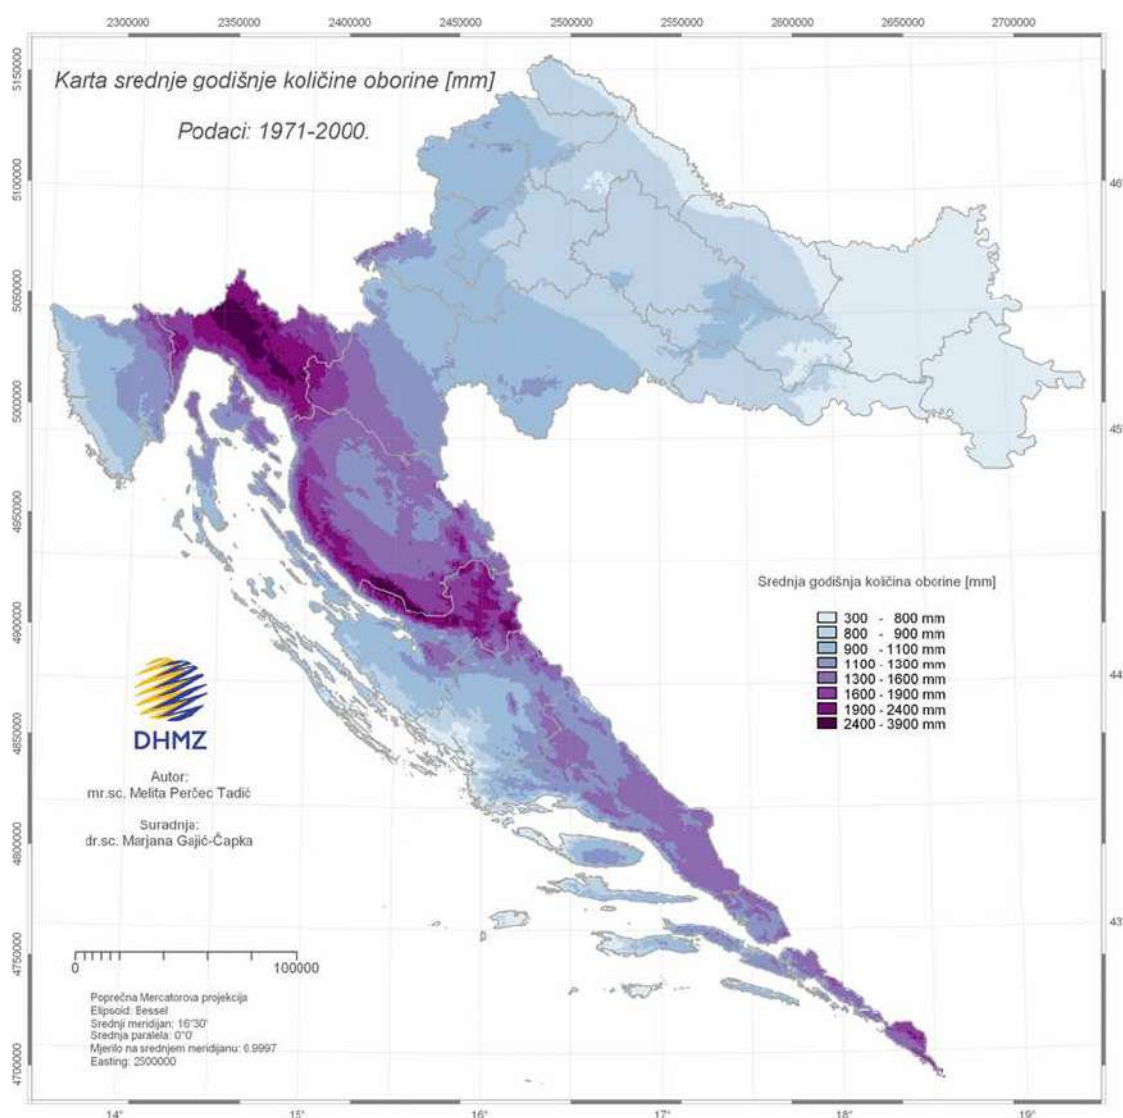 2300000 2350000 2400000 2450000 2500000 2550000 2600000 2650000 2700000
Karta srednje godišnje količine oborine [mm]
Podaci: 1971-2000.
5150000
5100000
5050000
5000000
4950000
4900000
4850000
4800000
4750000
4700000
46
45
44
43
Srednja godišnja količina oborine [mm]
300 - 800 mm
800 - 900 mm
900 - 1100 mm
1100 - 1300 mm
1300 - 1600 mm
1600 - 1900 mm
1900 - 2400 mm
2400 - 3900 mm
DHMZ
Autor:
mr.sc. Melita Perčec Tadić
Suradnja:
dr.sc. Marjana Gajić-Čapka
0 100000
Poprečna Mercatorova projekcija
Elipsoid: Bessel
Srednji meridijan: 16°30'
Srednja paralela: 0°0'
Mjerilo na srednjem meridijanu: 0.9997
Easting: 2500000
14° 15° 16° 17° 18° 19°